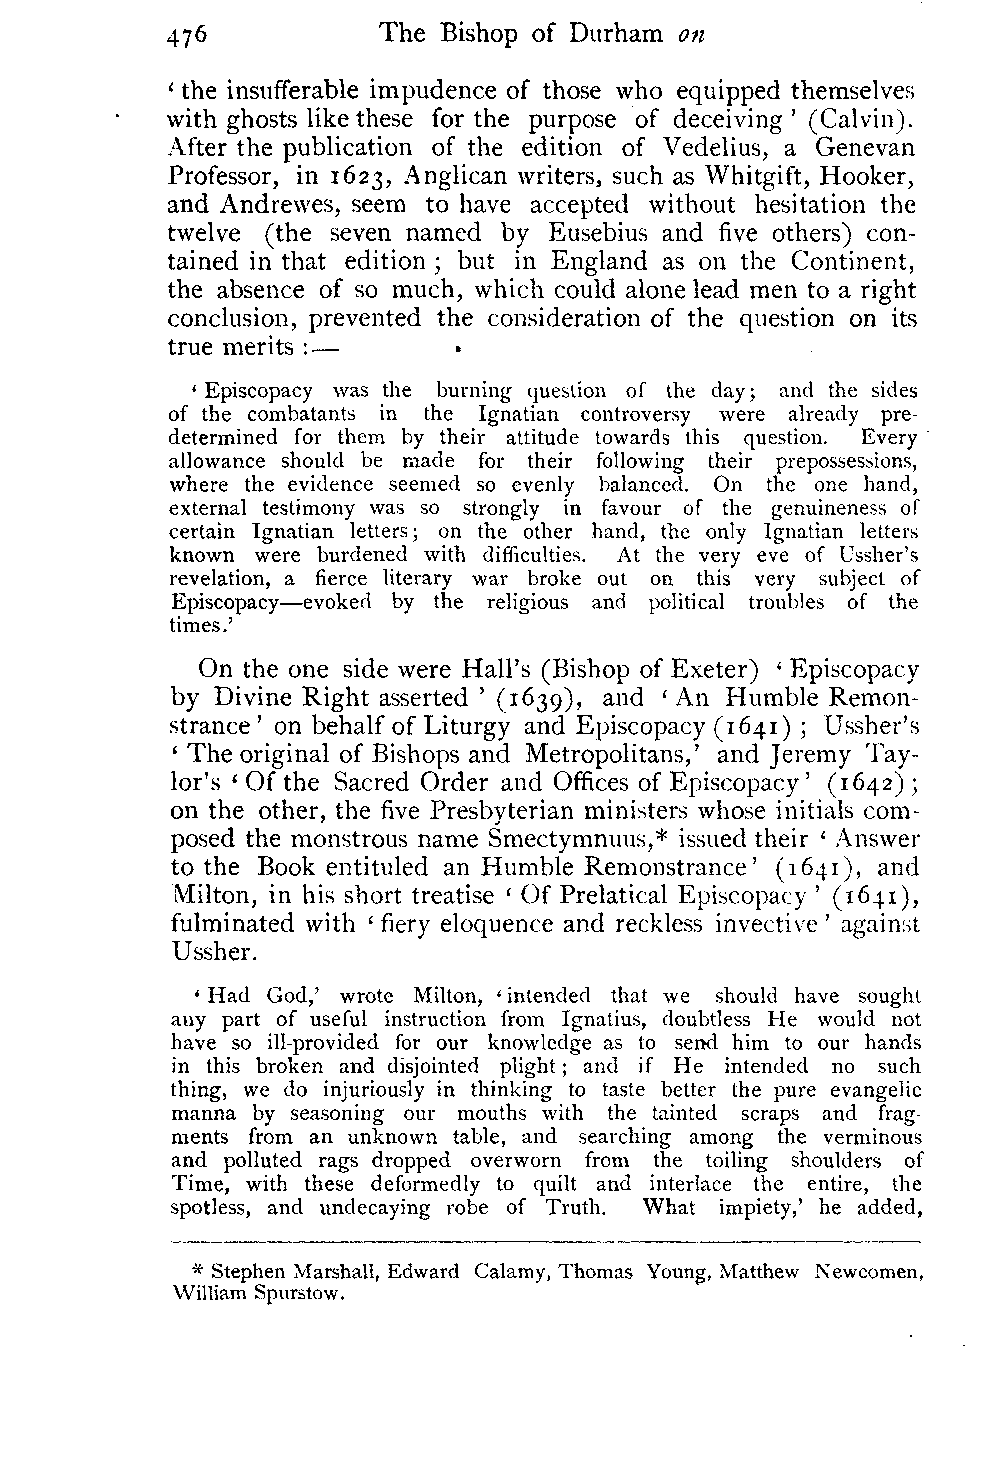 476 The Bishop of Durham on
‘ the insufferable impudence of those who equipped themselves
with ghosts like these for the purpose of deceiving ’ (Calvin).
After the publication of the edition of Vedelius, a Genevan
Professor, in 1623, Anglican writers, such as Whitgift, Hooker,
and Andrewes, seem to have accepted without hesitation the
twelve (the seven named by Eusebius and five others) con-
tained in that edition ; but in England as on the Continent,
the absence of so much, which could alone lead men to a right
conclusion, prevented the consideration of the question on its
true merits :—
‘ Episcopacy was the burning question of the day; and the sides
of the combatants in the Ignatian controversy were already pre-
determined for them by their attitude towards this question. Every
allowance should be made for their following their prepossessions,
where the evidence seemed so evenly balanced. On the one hand,
external testimony was so strongly in favour of the genuineness of
certain Ignatian letters; on the other hand, the only Ignatian letters
known were burdened with difficulties. At the very eve of Ussher's
revelation, a fierce literary war broke out on this very subject of
Episcopacy—evoked by the religious and political troubles of the
times.’
On the one side were Hall's (Bishop of Exeter) ‘ Episcopacy
by Divine Right asserted ’ (1639), and ‘ An Humble Remon-
strance ’ on behalf of Liturgy and Episcopacy (1641) ; Ussher's
‘ The original of Bishops and Metropolitans,’ and Jeremy Tay-
lor's ‘ Of the Sacred Order and Offices of Episcopacy ’ (1642) ;
on the other, the five Presbyterian ministers whose initials com-
posed the monstrous name Smectymnuus,* issued their ‘ Answer
to the Book entituled an Humble Remonstrance ’ (1641), and
Milton, in his short treatise ‘ Of Prelatical Episcopacy ’ (1641),
fulminated with ‘ fiery eloquence and reckless invective ’ against
Ussher.
‘ Had God,’ wrote Milton, ‘ intended that we should have sought
any part of useful instruction from Ignatius, doubtless He would not
have so ill-provided for our knowledge as to send him to our hands
in this broken and disjointed plight ; and if He intended no such
thing, we do injuriously in thinking to taste better the pure evangelic
manna by seasoning our mouths with the tainted scraps and frag-
ments from an unknown table, and searching among the verminous
and polluted rags dropped overworn from the toiling shoulders of
Time, with these deformedly to quilt and interlace the entire, the
spotless, and undecaying robe of Truth. What impiety,’ he added,
* Stephen Marshall, Edward Calamy, Thomas Young, Matthew Newcomen,
William Spurstow.